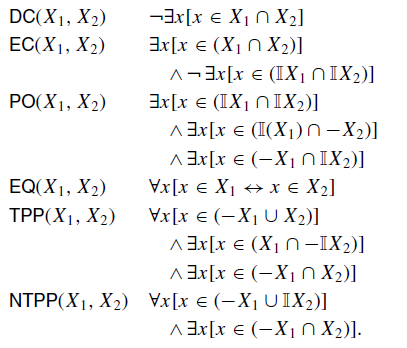 DC(X₁, X₂) ¬∃x[x ∈ X₁ ∩ X₂]
EC(X₁, X₂) ∃x[x ∈ (X₁ ∩ X₂)]
∧ ¬ ∃x[x ∈ (𝕀X₁ ∩ 𝕀X₂)]
PO(X₁, X₂) ∃x[x ∈ (𝕀X₁ ∩ 𝕀X₂)]
∧ ∃x[x ∈ (𝕀(X₁) ∩ −X₂)]
∧ ∃x[x ∈ (−X₁ ∩ 𝕀X₂)]
EQ(X₁, X₂) ∀x[x ∈ X₁ ↔ x ∈ X₂]
TPP(X₁, X₂) ∀x[x ∈ (−X₁ ∪ X₂)]
∧ ∃x[x ∈ (X₁ ∩ −𝕀X₂)]
∧ ∃x[x ∈ (−X₁ ∩ X₂)]
NTPP(X₁, X₂) ∀x[x ∈ (−X₁ ∪ 𝕀X₂)]
∧ ∃x[x ∈ (−X₁ ∩ X₂)].